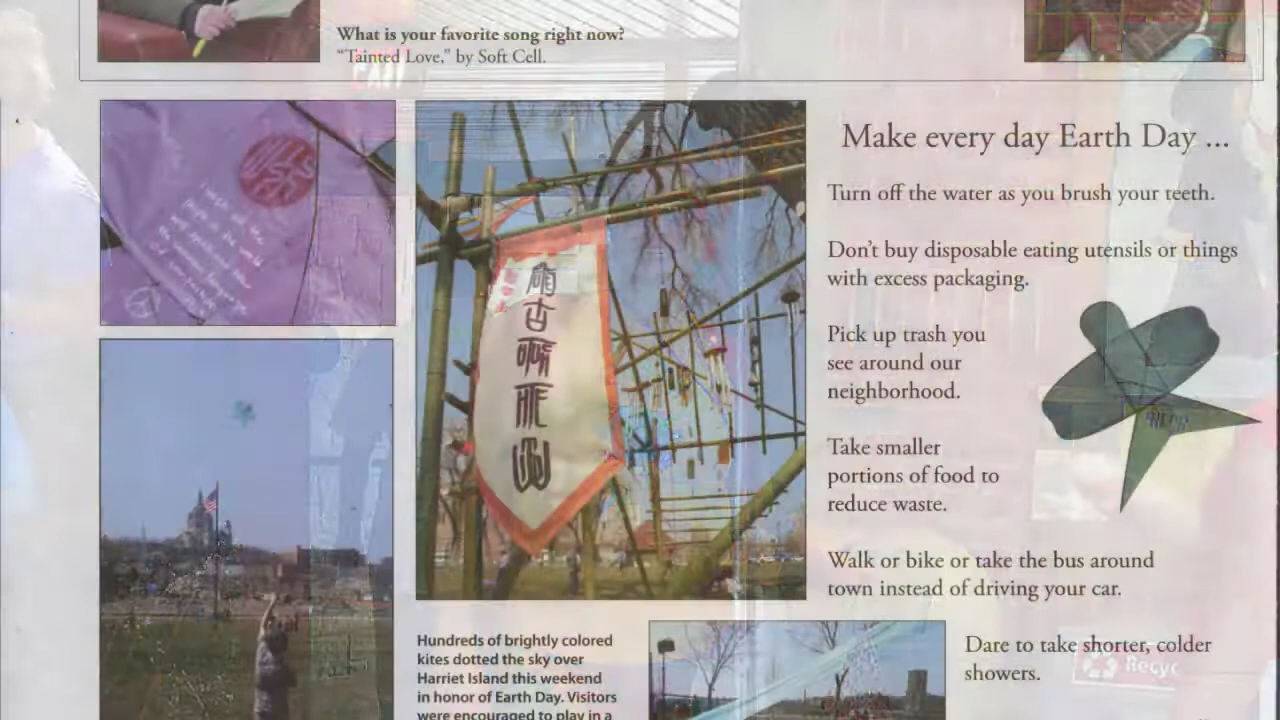 What is your favorite song right now?
“Tainted Love,” by Soft Cell.
Make every day Earth Day ...
Turn off the water as you brush your teeth.
Don’t buy disposable eating utensils or things
with excess packaging.
Pick up trash you
see around our
neighborhood.
Take smaller
portions of food to
reduce waste.
Walk or bike or take the bus around
town instead of driving your car.
Dare to take shorter, colder
showers.
Hundreds of brightly colored
kites dotted the sky over
Harriet Island this weekend
in honor of Earth Day. Visitors
were encouraged to play in a